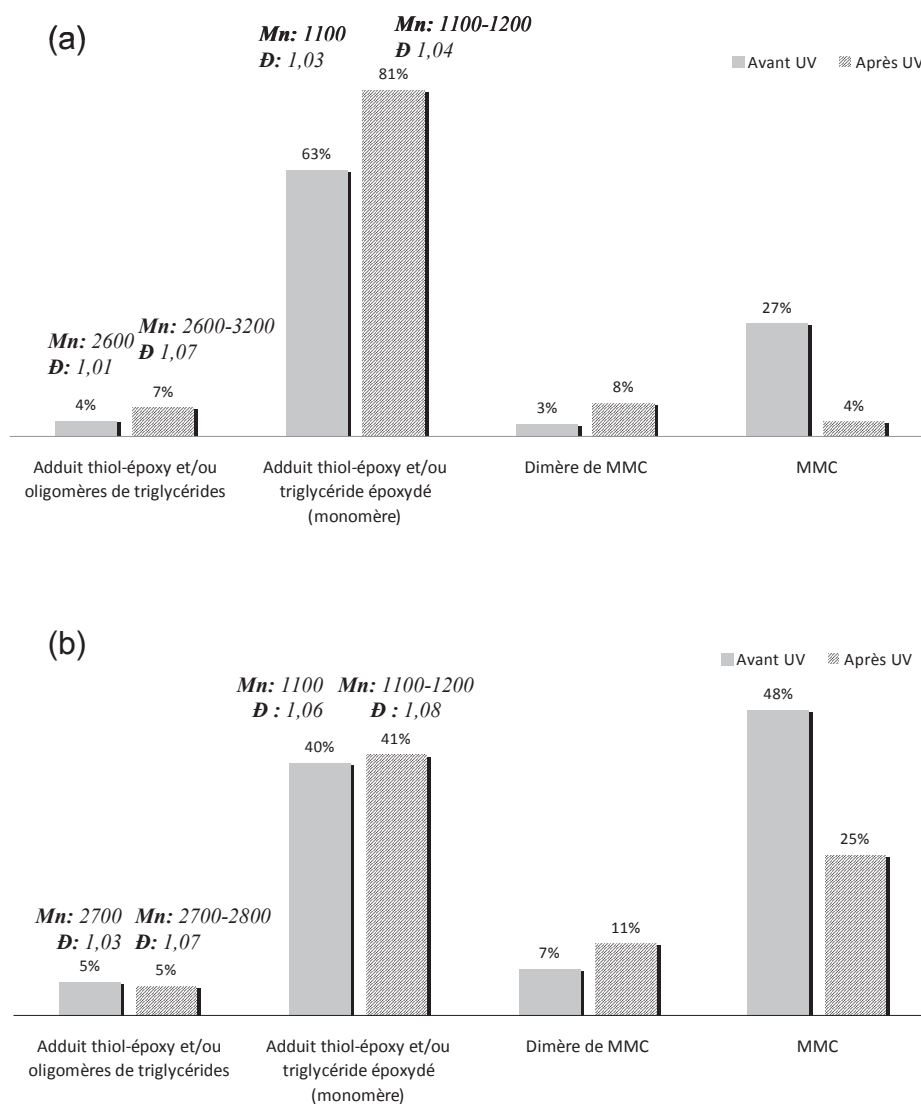 (a)
Mn: 1100
Đ: 1,03
Mn: 1100-1200
Đ 1,04
Avant UV
Après UV
81%
63%
27%
Mn: 2600
Đ: 1,01
Mn: 2600-3200
Đ 1,07
4%
7%
3%
8%
4%
Adduit thiol-époxy et/ou
oligomères de triglycérides
Adduit thiol-époxy et/ou
triglycéride époxydé
(monomère)
Dimère de MMC
MMC
(b)
Avant UV
Après UV
Mn: 1100
Đ : 1,06
Mn: 1100-1200
Đ : 1,08
48%
40%
41%
25%
Mn: 2700
Đ: 1,03
Mn: 2700-2800
Đ: 1,07
5%
5%
7%
11%
Adduit thiol-époxy et/ou
oligomères de triglycérides
Adduit thiol-époxy et/ou
triglycéride époxydé
(monomère)
Dimère de MMC
MMC